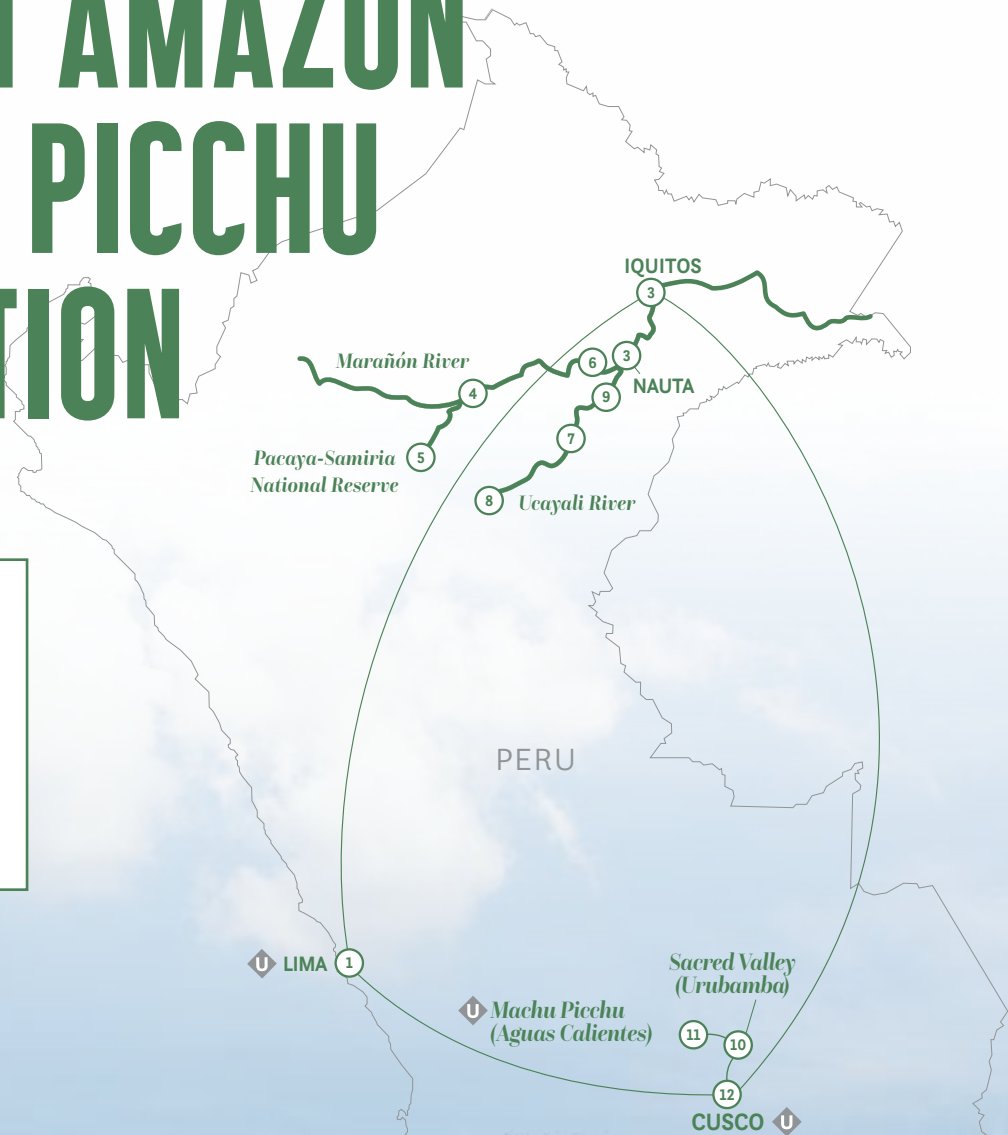 AMAZON
PICCHU
TION
IQUITOS
3
Marañón River
6
3
NAUTA
4
9
Pacaya-Samiria
National Reserve
5
7
8
Ucayali River
PERU
U LIMA 1
Sacred Valley
(Urubamba)
U Machu Picchu
(Aguas Calientes)
11
10
12
CUSCO U